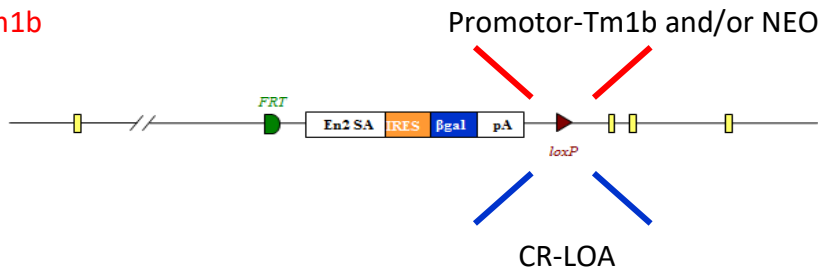 m1b
Promotor-Tm1b and/or NEO
FRT
En2 SA IRES βgal pA
loxP
CR-LOA